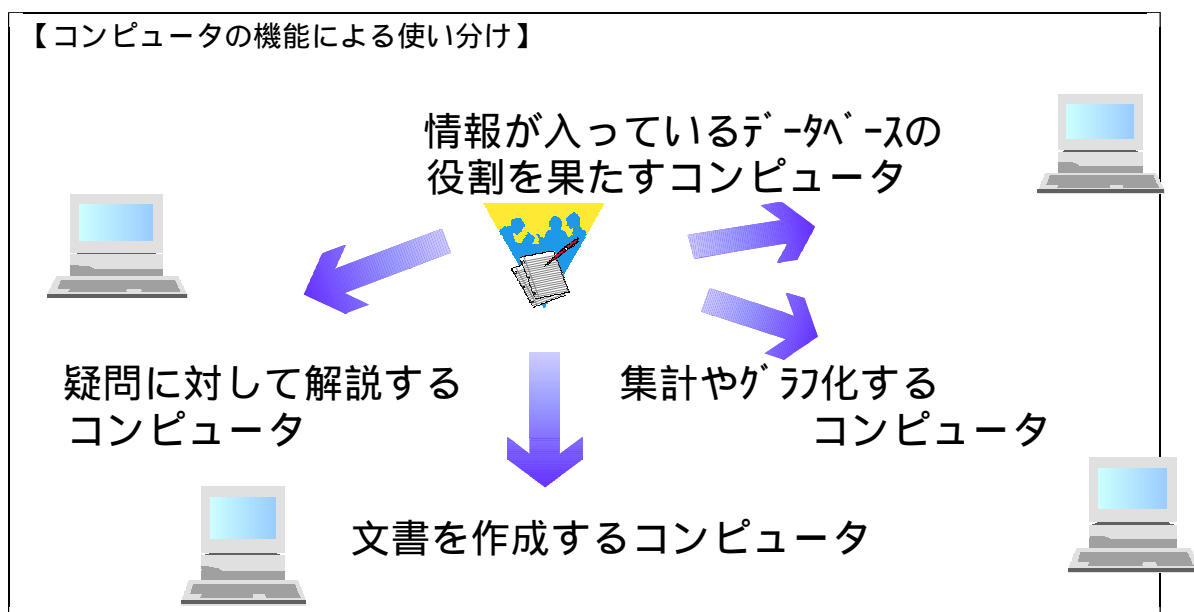 【コンピュータの機能による使い分け】
情報が入っているﾃﾞｰﾀﾍﾞｰｽの
役割を果たすコンピュータ
疑問に対して解説する
コンピュータ
集計やｸﾞﾗﾌ化する
コンピュータ
文書を作成するコンピュータ